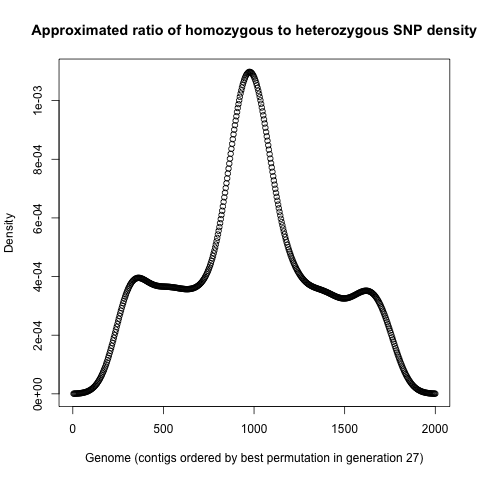 Approximated ratio of homozygous to heterozygous SNP density
Density
1e-03
8e-04
6e-04
4e-04
2e-04
0e+00
0 500 1000 1500 2000
Genome (contigs ordered by best permutation in generation 27)